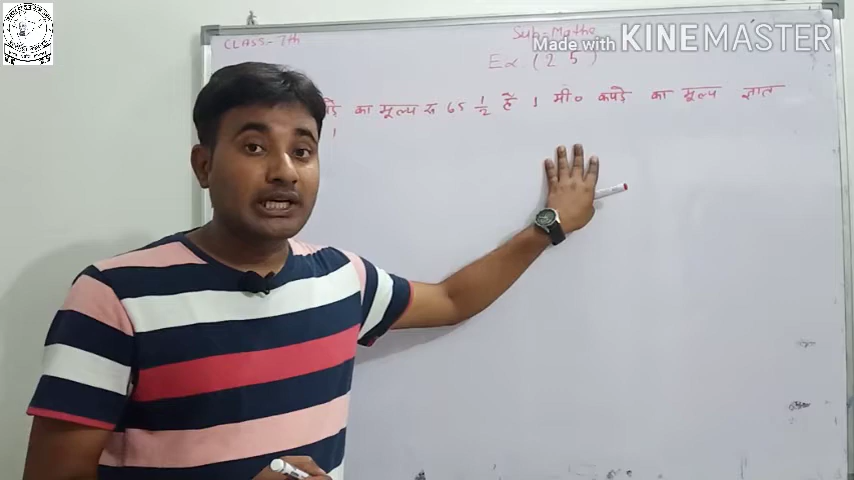 CLASS- 7th
Sub- Maths
Made with KINEMASTER
Ex. (2 5)
का मूल्य रु 65 1/2 है । मी० कपड़े का मूल्य ज्ञात
।